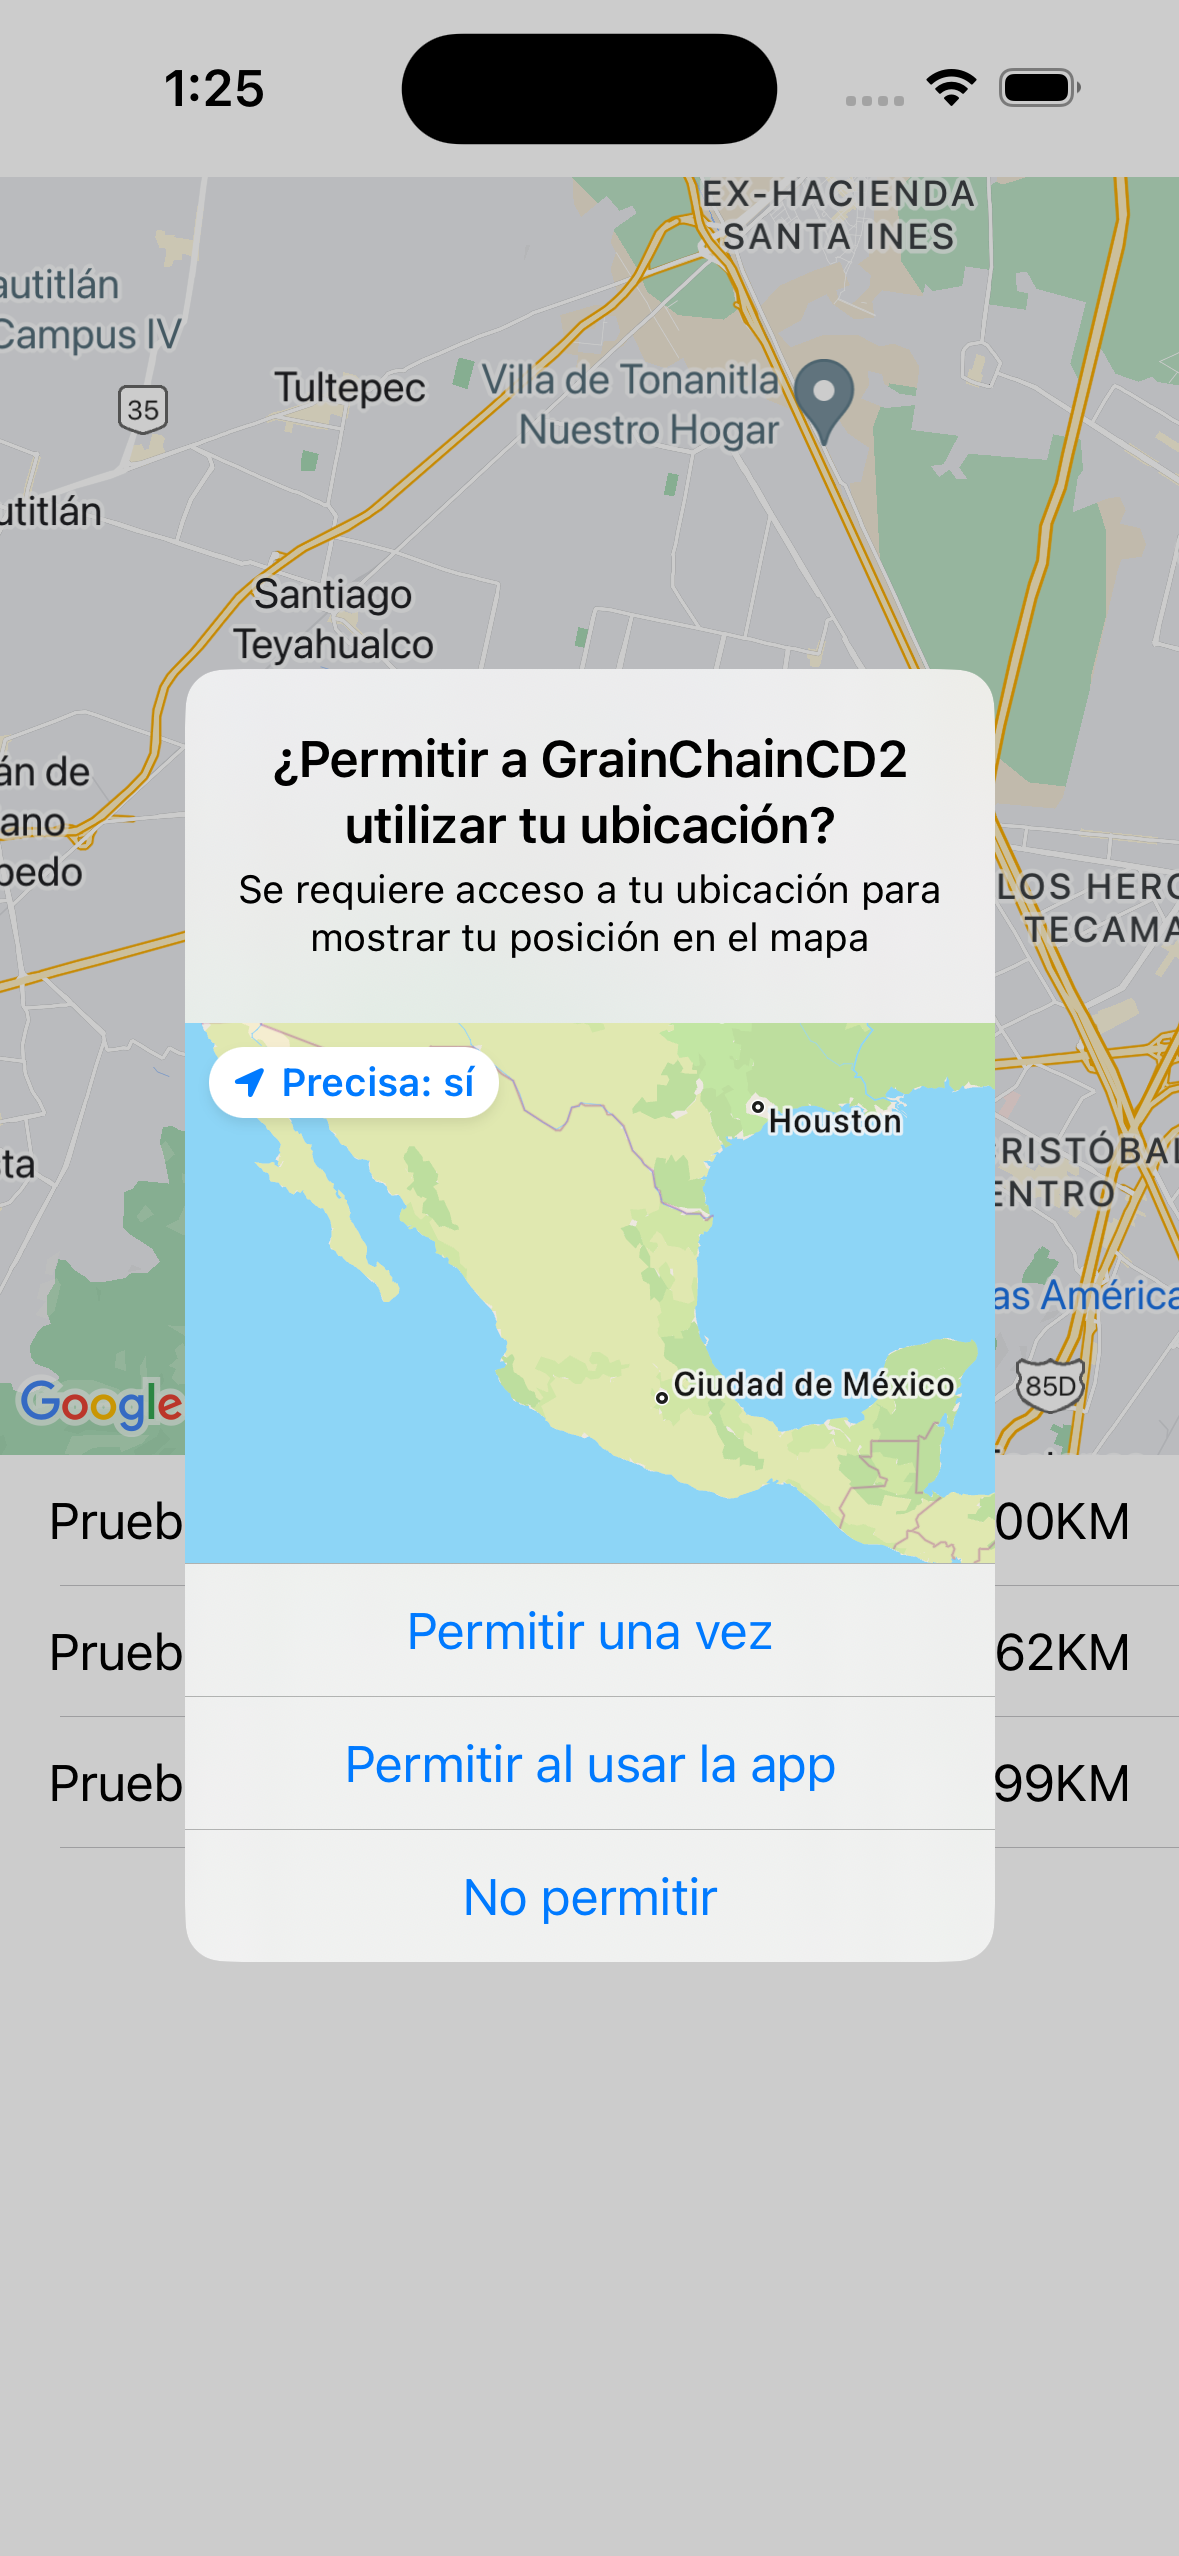 1:25
EX-HACIENDA
SANTA INES
autitlán
Campus IV
Tultepec
Villa de Tonanitla
Nuestro Hogar
35
utitlán
Santiago
Teyahualco
¿Permitir a GrainChainCD2
utilizar tu ubicación?
án de
ano
pedo
Se requiere acceso a tu ubicación para
mostrar tu posición en el mapa
LOS HERO
TECAMA
Precisa: sí
Houston
ta
RISTÓBAL
ENTRO
as América
Ciudad de México
85D
Google
Prueb
00KM
Permitir una vez
Prueb
62KM
Permitir al usar la app
Prueb
99KM
No permitir